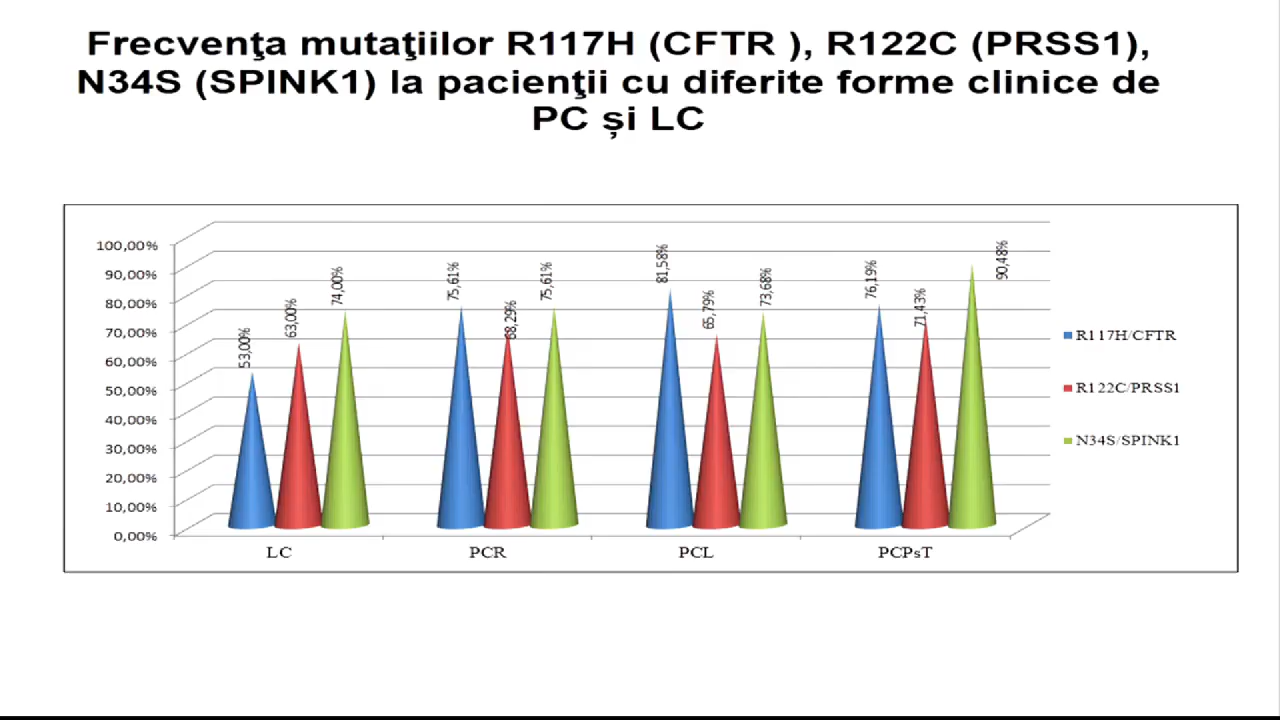 Frecvenţa mutaţiilor R117H (CFTR ), R122C (PRSS1),
N34S (SPINK1) la pacienţii cu diferite forme clinice de
PC și LC
100,00%
90,00%
80,00%
70,00%
60,00%
50,00%
40,00%
30,00%
20,00%
10,00%
0,00%
53,00%
63,00%
74,00%
75,61%
68,29%
75,61%
81,58%
65,79%
73,68%
76,19%
71,43%
90,48%
LC
PCR
PCL
PCPsT
R117H/CFTR
R122C/PRSS1
N34S/SPINK1